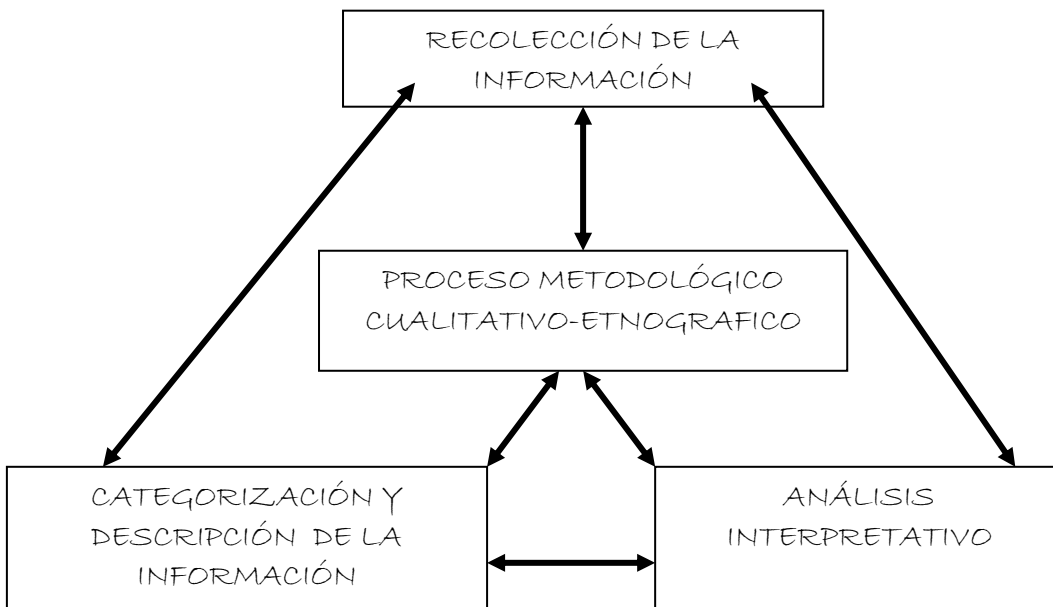 RECOLECCIÓN DE LA
INFORMACIÓN
PROCESO METODOLÓGICO
CUALITATIVO-ETNOGRAFICO
CATEGORIZACIÓN Y
DESCRIPCIÓN DE LA
INFORMACIÓN
ANÁLISIS
INTERPRETATIVO